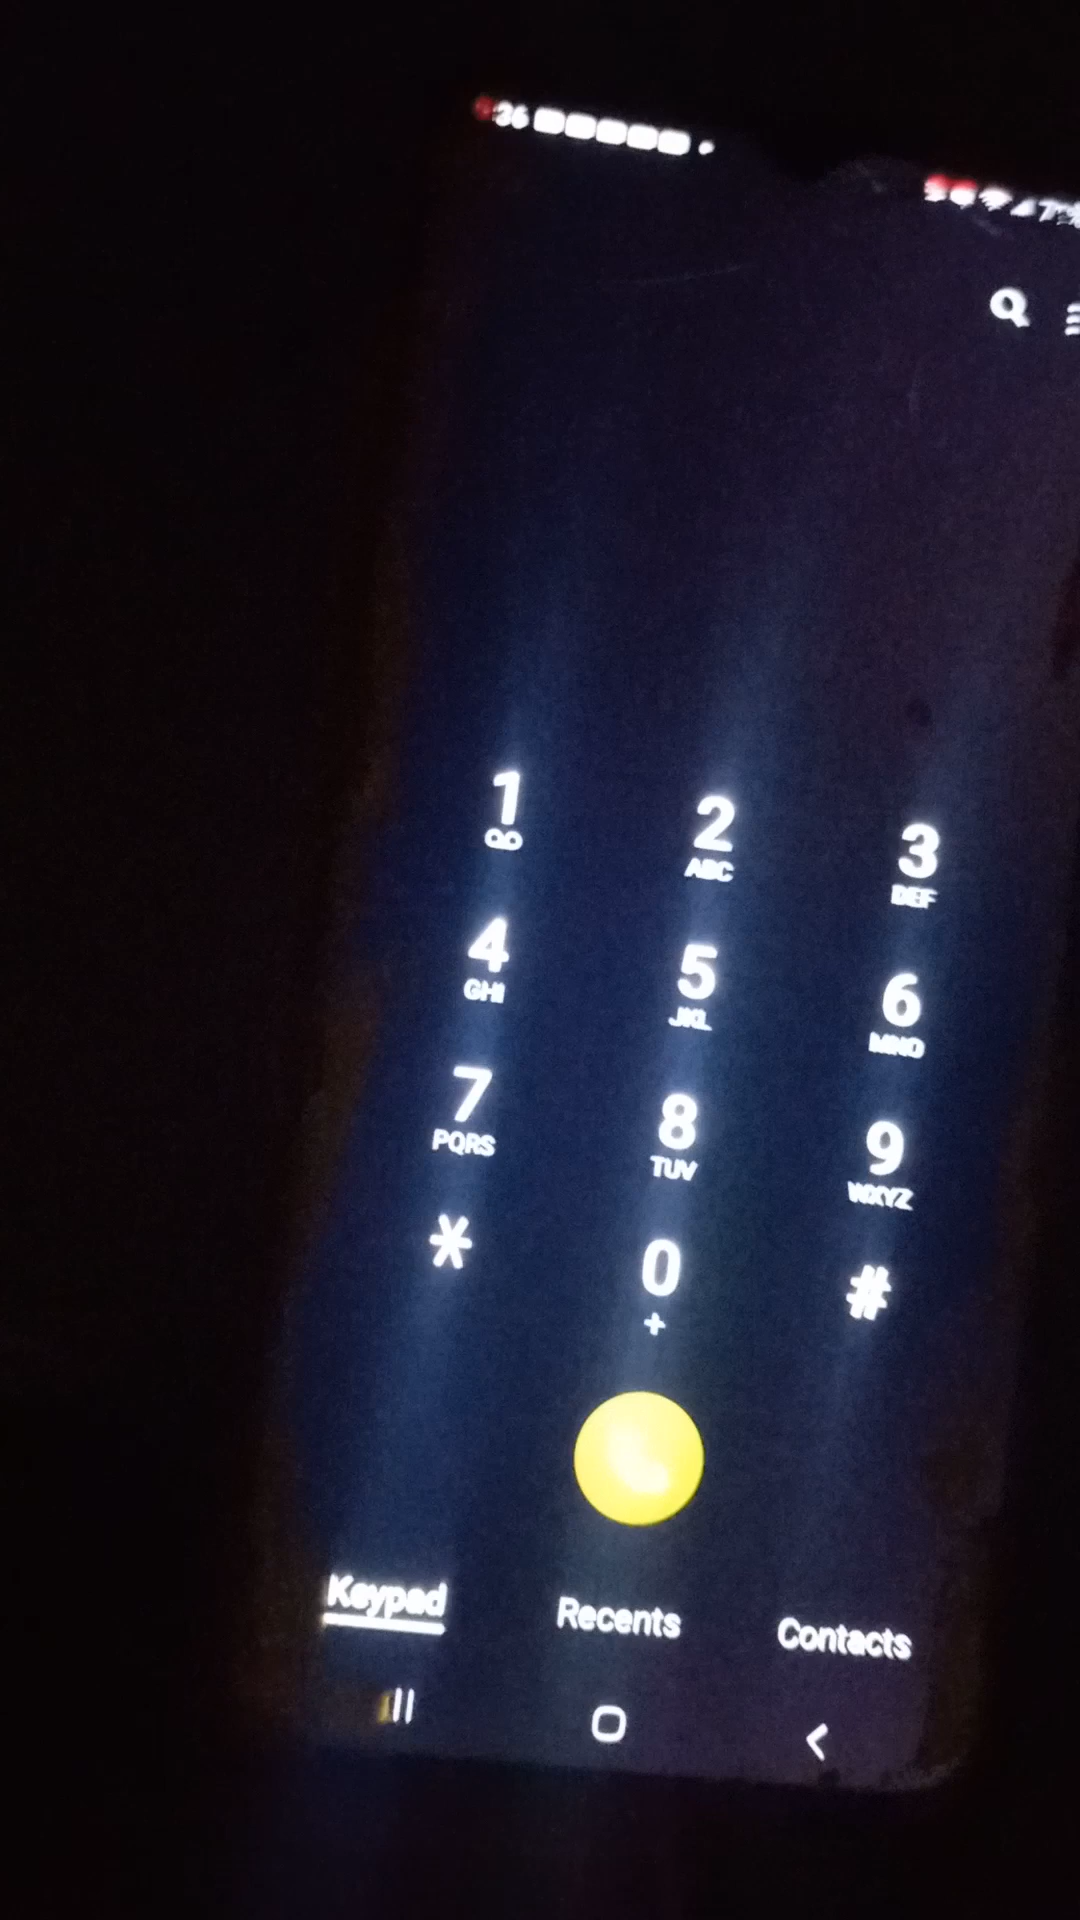 1
2
ABC
3
DEF
4
GHI
5
JKL
6
MNO
7
PQRS
8
TUV
9
WXYZ
*
0
+
#
Keypad
Recents
Contacts